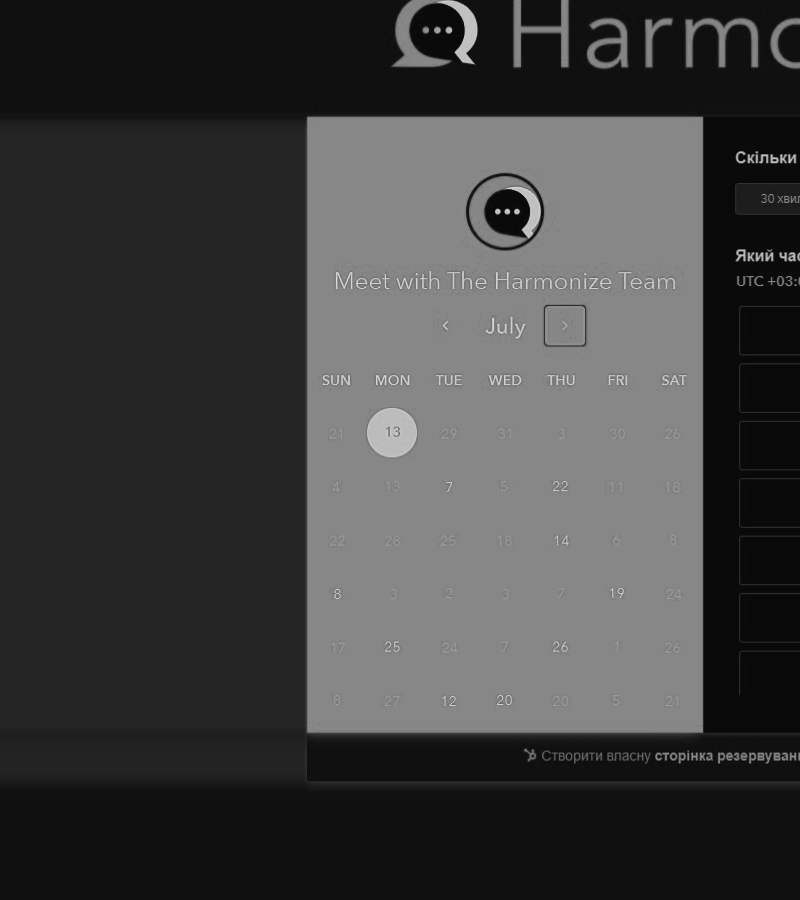 Harmo
Meet with The Harmonize Team
July
SUN MON TUE WED THU FRI SAT
21 13 29 31 3 30 26
4 13 7 5 22 11 18
22 28 25 18 14 6 8
8 3 2 3 7 19 24
17 25 24 7 26 1 26
8 27 12 20 20 5 21
Скільки
30 хвил
Який час
UTC +03:0
Створити власну сторінка резервуванн